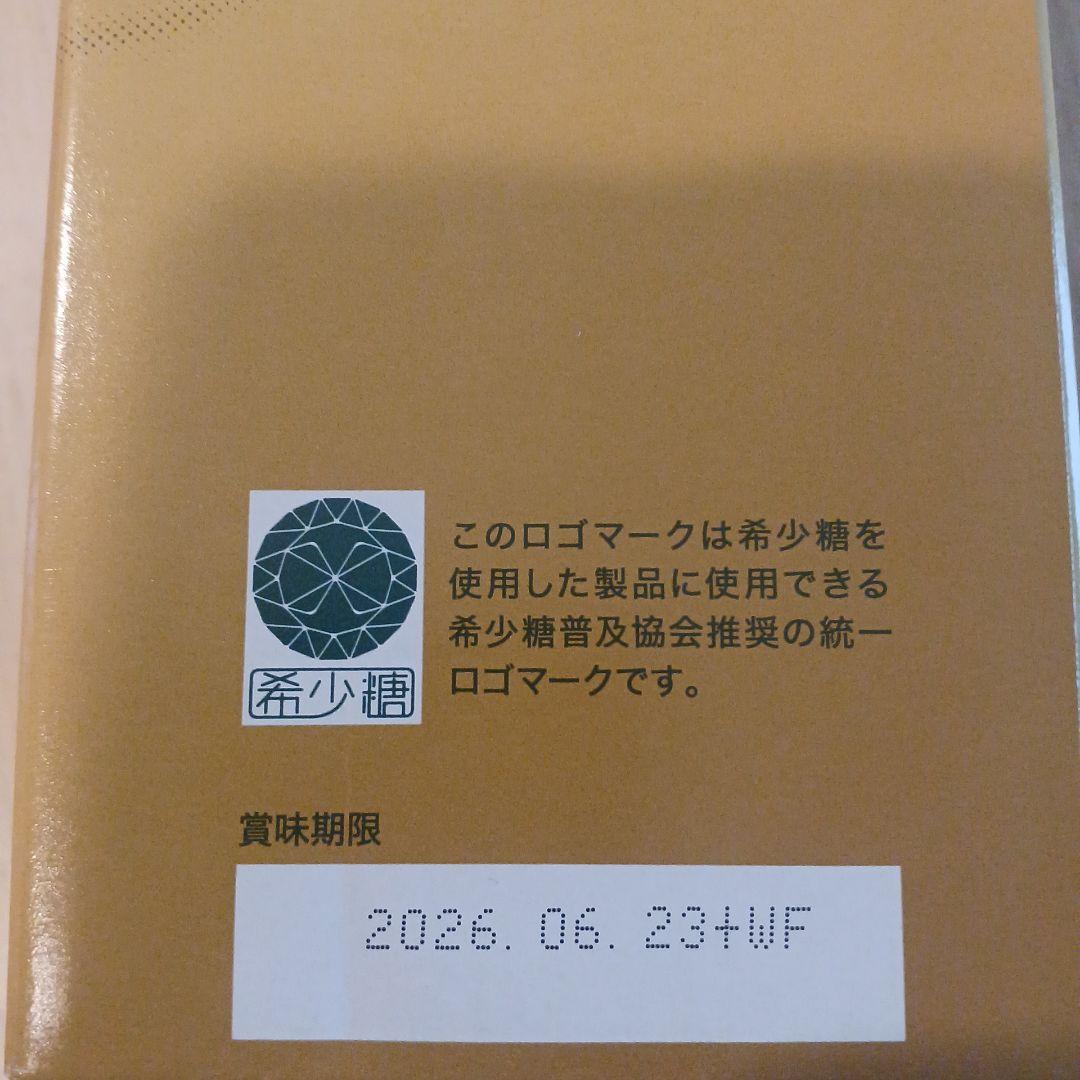 このロゴマークは希少糖を
使用した製品に使用できる
希少糖普及協会推奨の統一
ロゴマークです。
希少糖
賞味期限
2026.06.23+WF